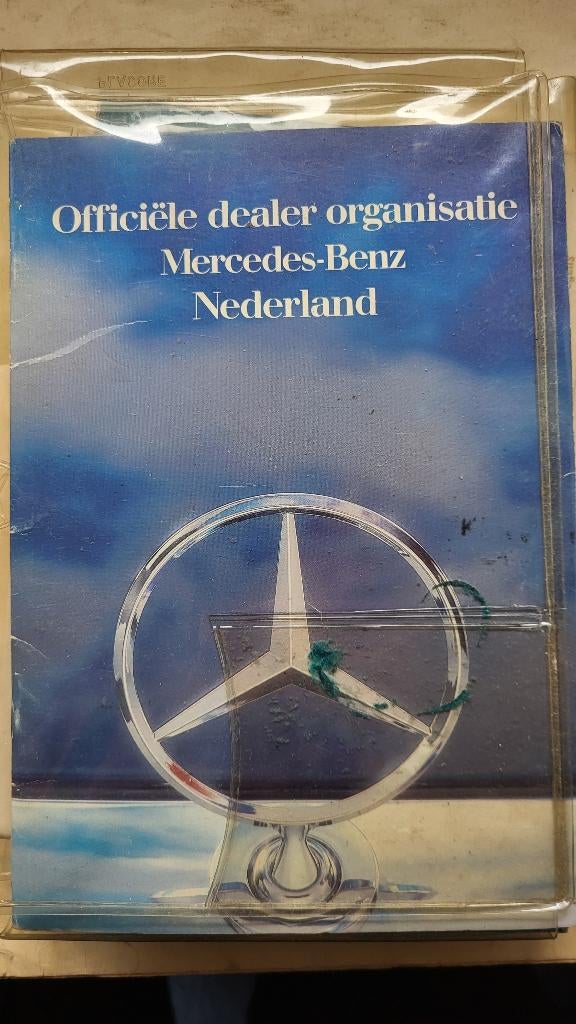 Officiële dealer organisatie
Mercedes-Benz
Nederland